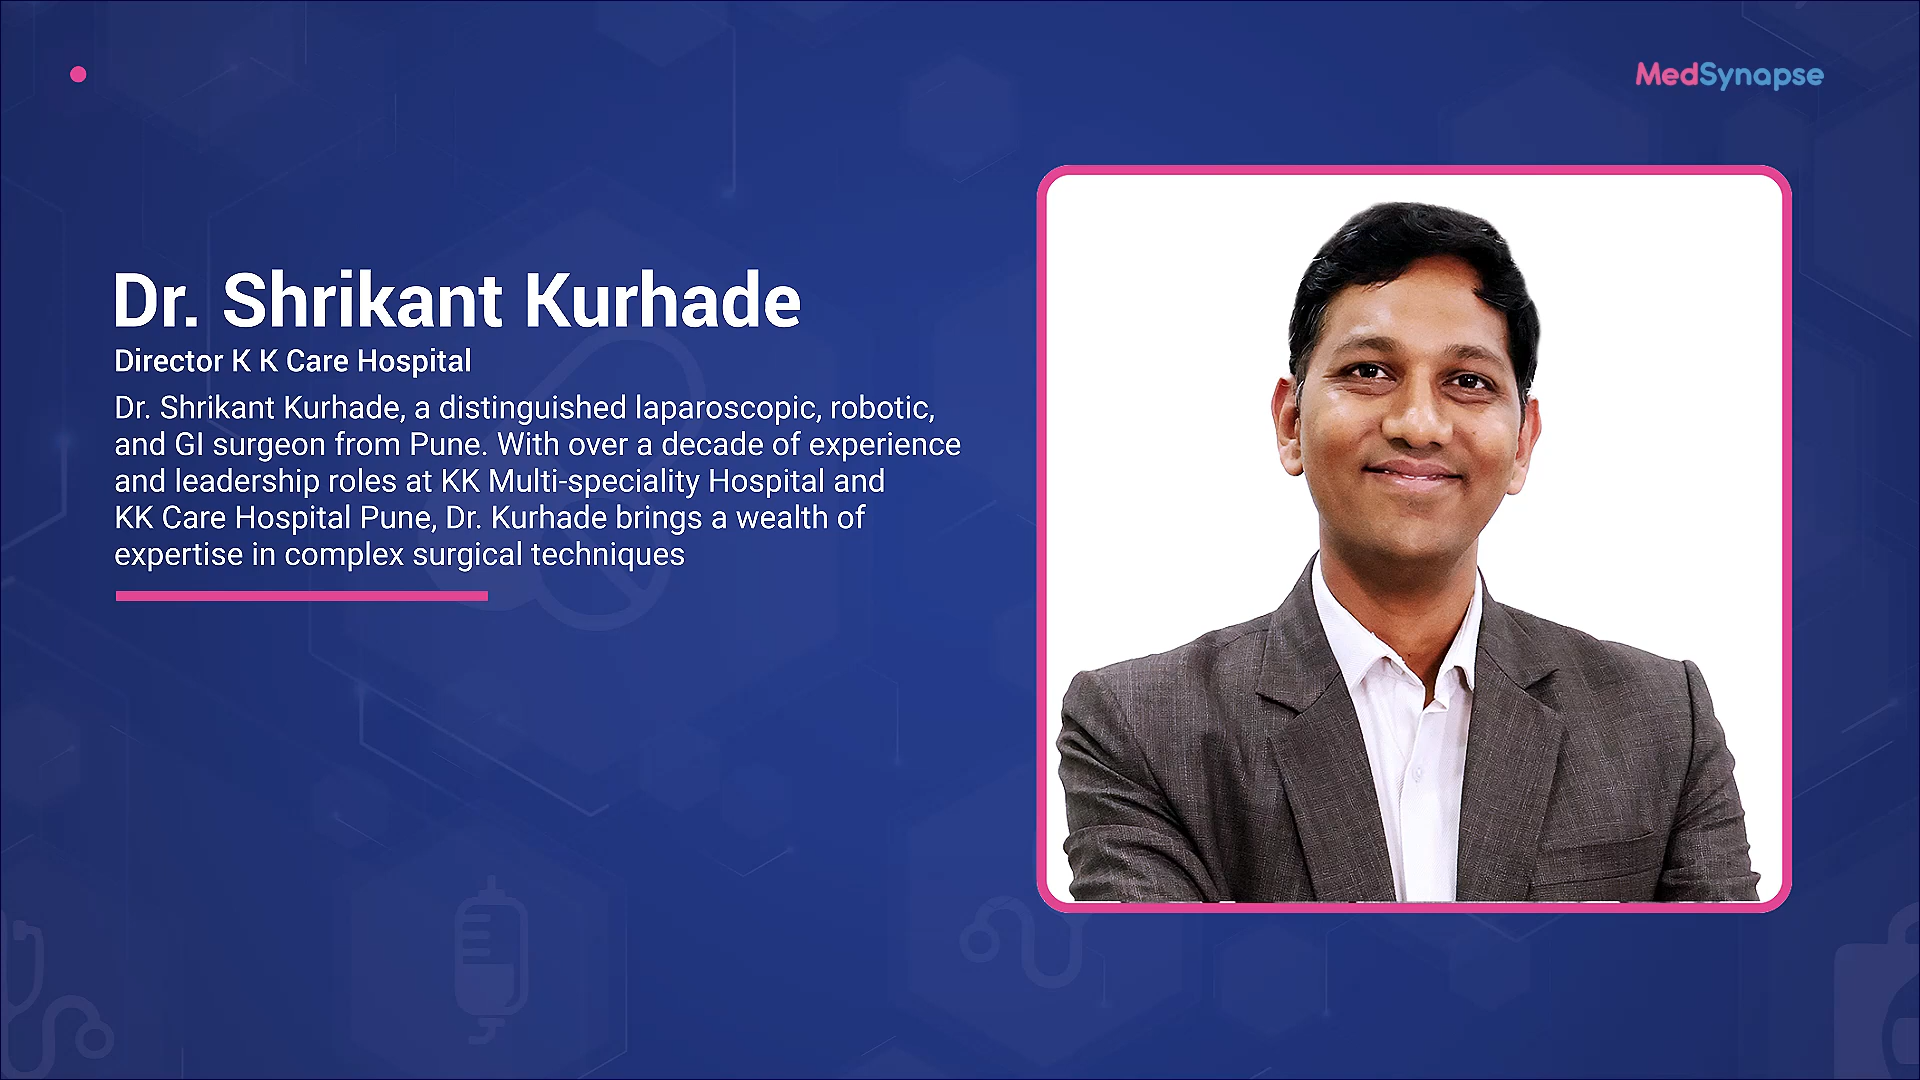 MedSynapse
Dr. Shrikant Kurhade
Director K K Care Hospital
Dr. Shrikant Kurhade, a distinguished laparoscopic, robotic,
and GI surgeon from Pune. With over a decade of experience
and leadership roles at KK Multi-speciality Hospital and
KK Care Hospital Pune, Dr. Kurhade brings a wealth of
expertise in complex surgical techniques